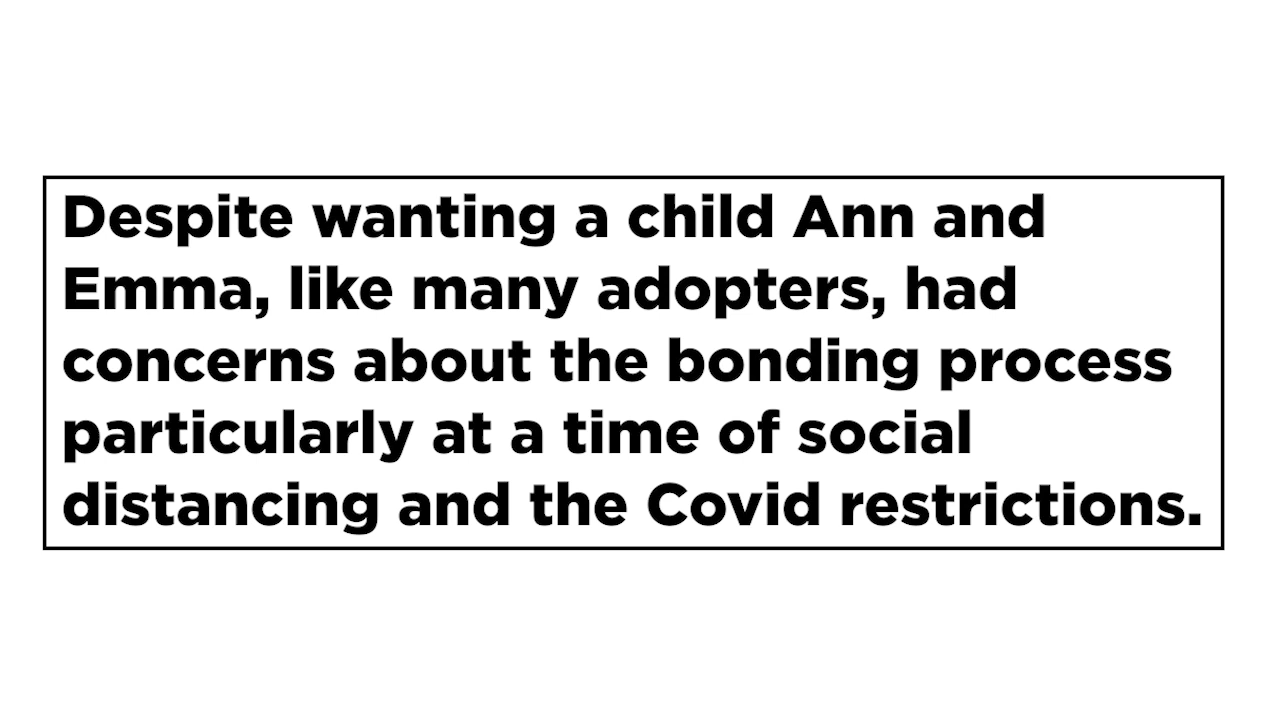 Despite wanting a child Ann and
Emma, like many adopters, had
concerns about the bonding process
particularly at a time of social
distancing and the Covid restrictions.